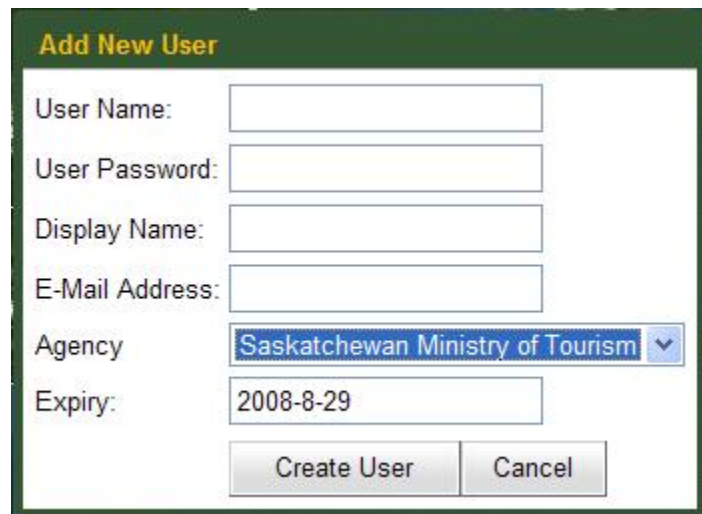 Add New User
User Name:
User Password:
Display Name:
E-Mail Address:
Agency Saskatchewan Ministry of Tourism
Expiry: 2008-8-29
Create User Cancel